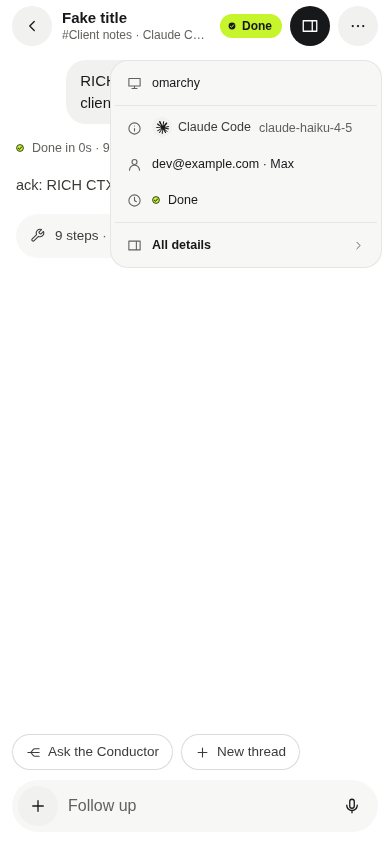 Fake title
#Client notes · Claude C…
Done
RICH
clien
Done in 0s · 9
ack: RICH CTX
9 steps ·
omarchy
Claude Code claude-haiku-4-5
dev@example.com · Max
Done
All details
Ask the Conductor
New thread
Follow up